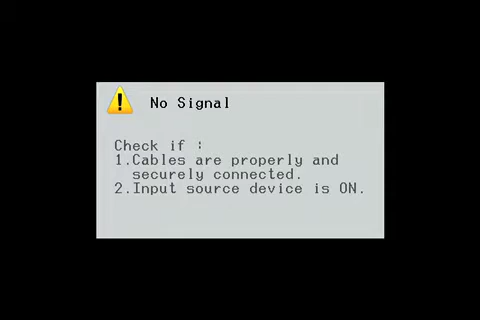 No Signal
Check if :
1.Cables are properly and
securely connected.
2.Input source device is ON.